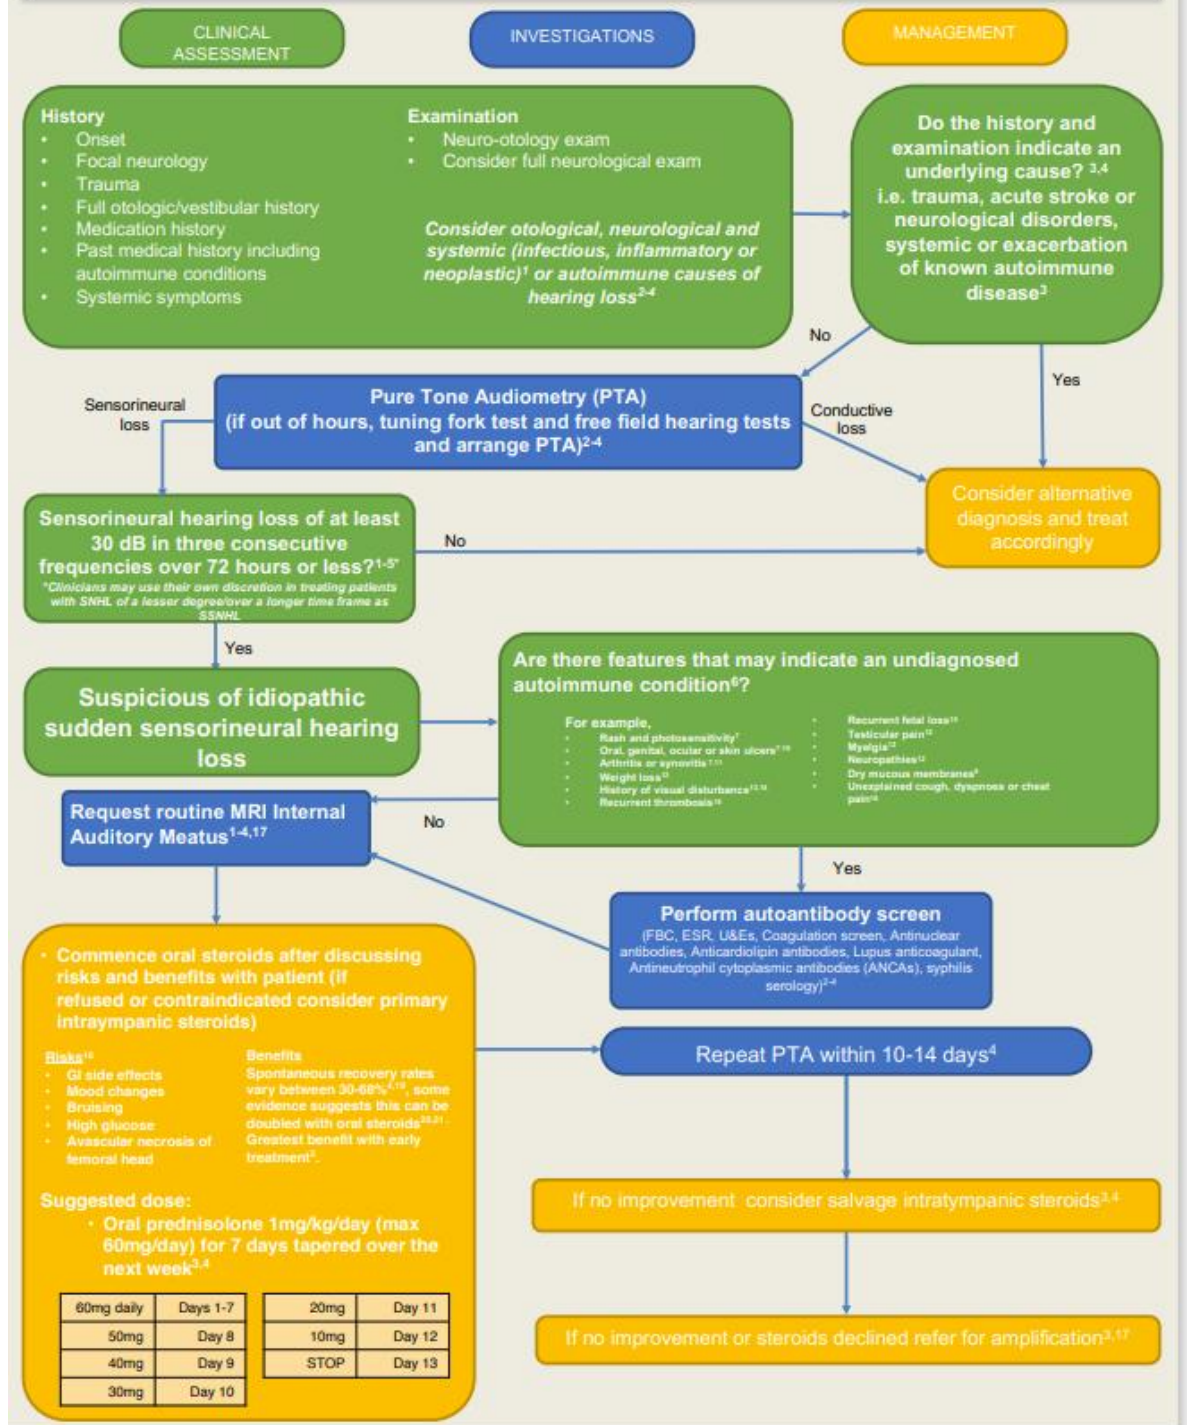 CLINICAL
ASSESSMENT
INVESTIGATIONS
MANAGEMENT
History
• Onset
• Focal neurology
• Trauma
• Full otologic/vestibular history
• Medication history
• Past medical history including
autoimmune conditions
• Systemic symptoms
Examination
• Neuro-otology exam
• Consider full neurological exam
Consider otological, neurological and
systemic (infectious, inflammatory or
neoplastic)1 or autoimmune causes of
hearing loss2-4
Do the history and
examination indicate an
underlying cause? 3,4
i.e. trauma, acute stroke or
neurological disorders,
systemic or exacerbation
of known autoimmune
disease3
No
Yes
Pure Tone Audiometry (PTA)
(if out of hours, tuning fork test and free field hearing tests
and arrange PTA)2-4
Sensorineural
loss
Conductive
loss
Consider alternative
diagnosis and treat
accordingly
Sensorineural hearing loss of at least
30 dB in three consecutive
frequencies over 72 hours or less?1-5*
*Clinicians may use their own discretion in treating patients
with SNHL of a lesser degree/over a longer time frame as
SSNHL
No
Yes
Suspicious of idiopathic
sudden sensorineural hearing
loss
Are there features that may indicate an undiagnosed
autoimmune condition6?
For example,
• Rash and photosensitivity7
• Oral, genital, ocular or skin ulcers
• Arthritis or synovitis
• Weight loss
• History of visual disturbance
• Recurrent thrombosis
• Recurrent fetal loss
• Testicular pain
• Myalgia
• Neuropathies
• Dry mucous membranes
• Unexplained cough, dyspnoea or chest
pain
Request routine MRI Internal
Auditory Meatus1-4,17
No
Yes
Perform autoantibody screen
(FBC, ESR, U&Es, Coagulation screen, Antinuclear
antibodies, Anticardiolipin antibodies, Lupus anticoagulant,
Antineutrophil cytoplasmic antibodies (ANCAs), syphilis
serology)2-4
• Commence oral steroids after discussing
risks and benefits with patient (if
refused or contraindicated consider primary
intraympanic steroids)
Risks
• GI side effects
• Mood changes
• Bruising
• High glucose
• Avascular necrosis of
femoral head
Benefits
Spontaneous recovery rates
vary between 30-68%, some
evidence suggests this can be
doubled with oral steroids
Greatest benefit with early
treatment3.
Suggested dose:
• Oral prednisolone 1mg/kg/day (max
60mg/day) for 7 days tapered over the
next week3,4
60mg daily Days 1-7
50mg Day 8
40mg Day 9
30mg Day 10
20mg Day 11
10mg Day 12
STOP Day 13
Repeat PTA within 10-14 days4
If no improvement consider salvage intratympanic steroids3,4
If no improvement or steroids declined refer for amplification3,17